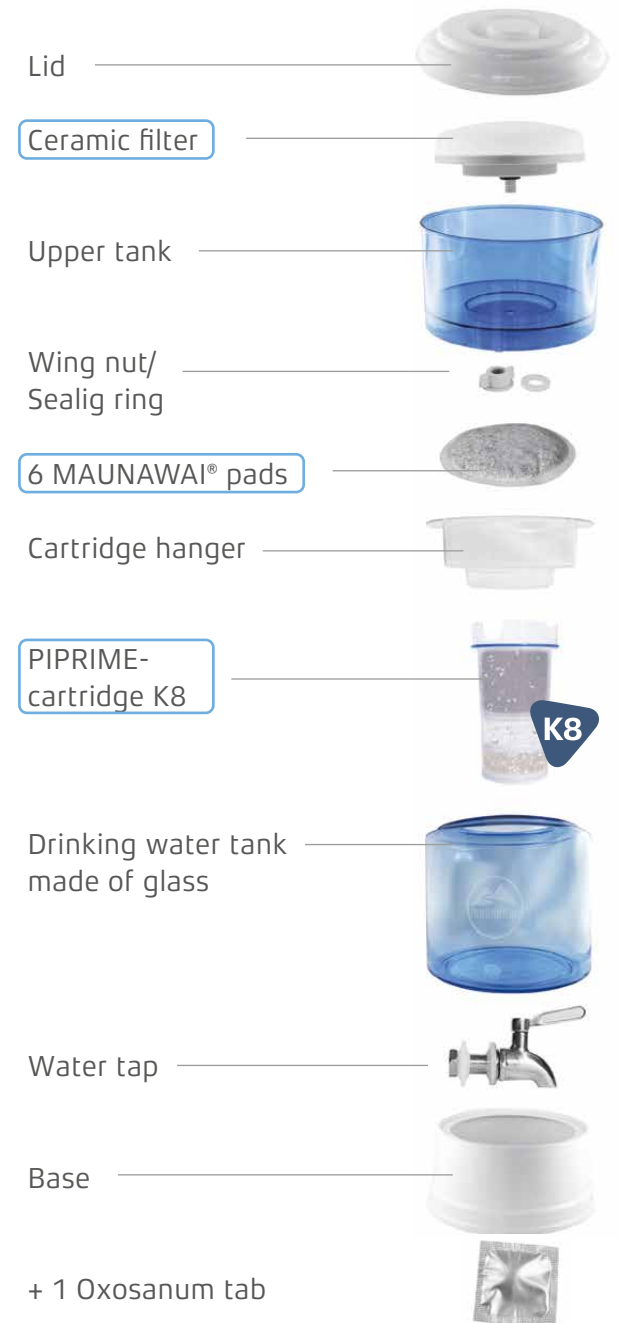 Lid
Ceramic filter
Upper tank
Wing nut/
Sealig ring
6 MAUNAWAI® pads
Cartridge hanger
PIPRIME-
cartridge K8
K8
Drinking water tank
made of glass
MAUNAWAI
Water tap
Base
+ 1 Oxosanum tab